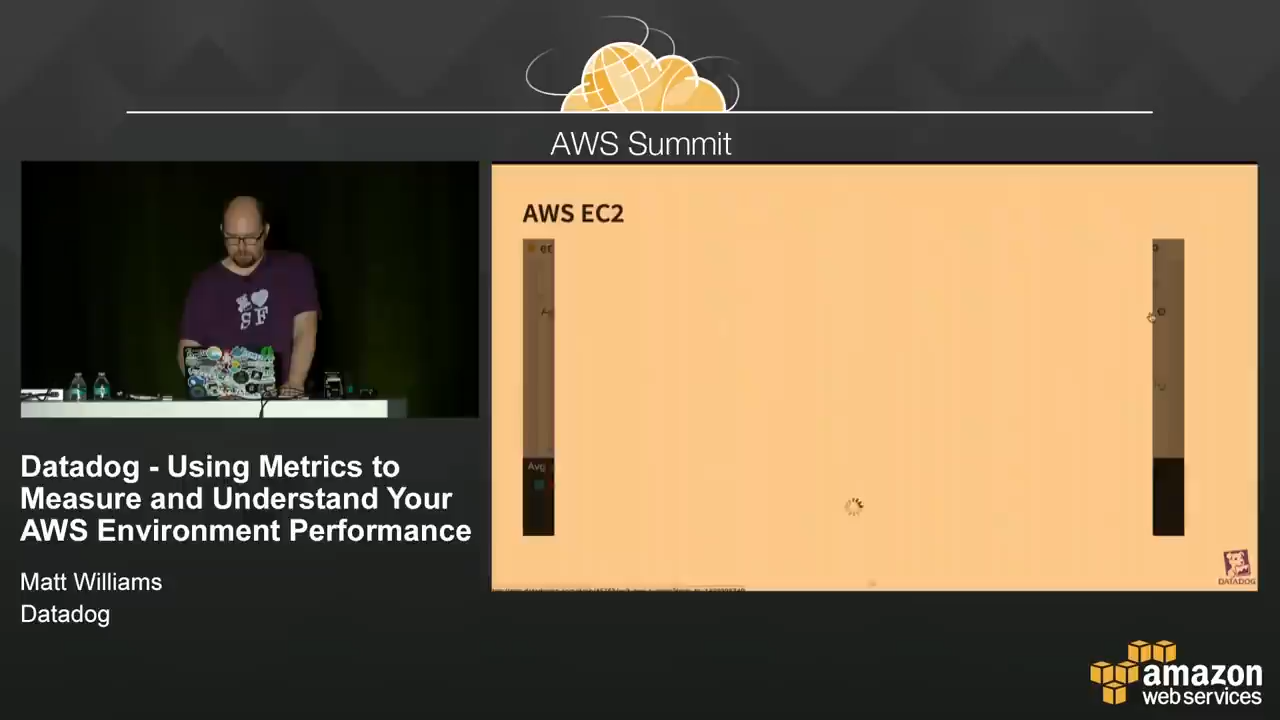 AWS Summit
AWS EC2
er
Avg
DATADOG
I
S F
Datadog - Using Metrics to
Measure and Understand Your
AWS Environment Performance
Matt Williams
Datadog
amazon
web services